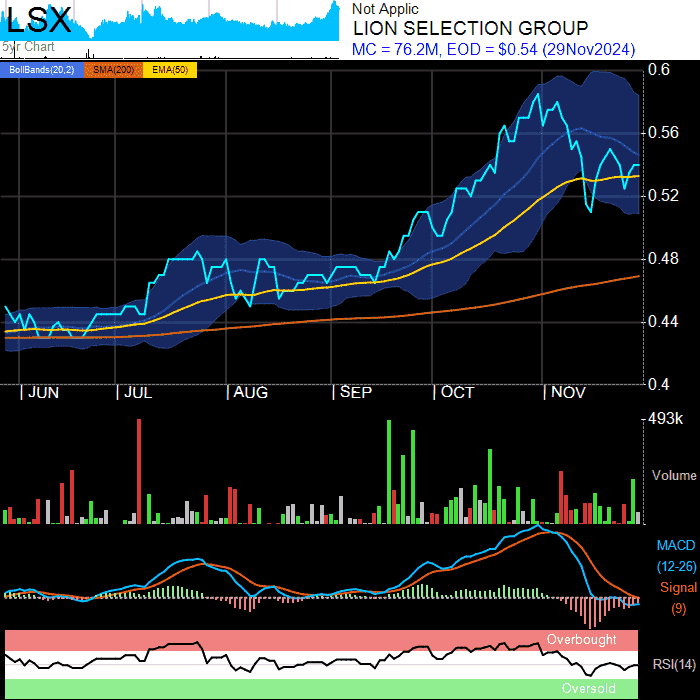 LSX
5yr Chart
Not Applic
LION SELECTION GROUP
MC = 76.2M, EOD = $0.54 (29Nov2024)
BollBands(20,2) SMA(200) EMA(50)
0.6
0.56
0.52
0.48
0.44
0.4
JUN JUL AUG SEP OCT NOV
493k
Volume
MACD
(12-26)
Signal
(9)
Overbought
RSI(14)
Oversold